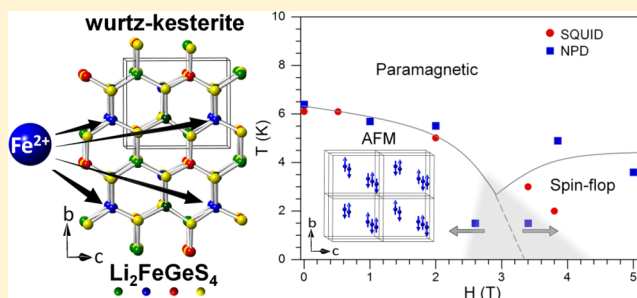 wurtz-kesterite
Fe2+
b
c
Li2FeGeS4
10
8
6
4
2
0
T (K)
SQUID
NPD
Paramagnetic
AFM
Spin-flop
b
c
0 1 2 3 4 5
H (T)